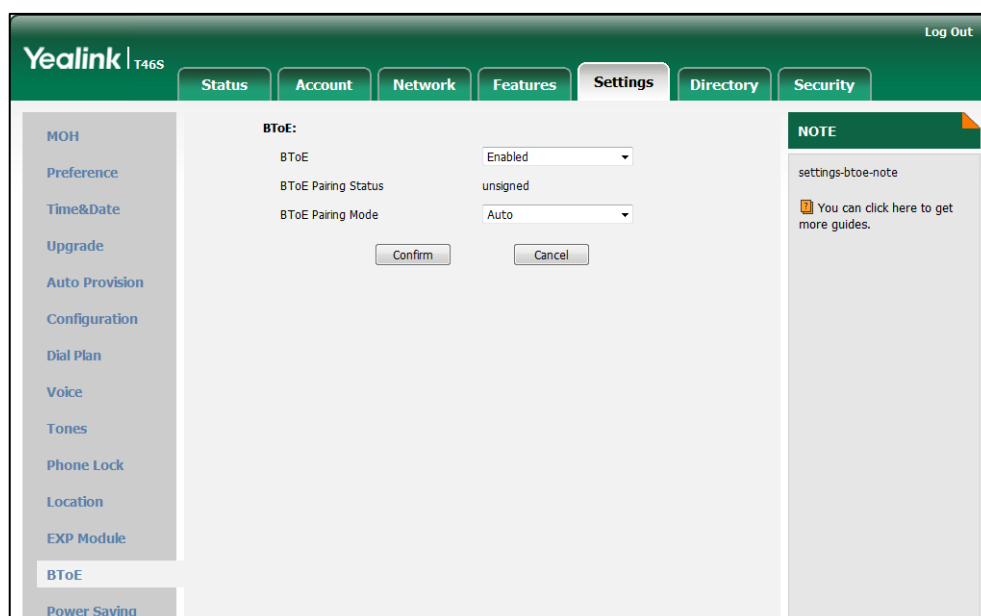 Log Out
Yealink T46S
Status Account Network Features Settings Directory Security
MOH
Preference
Time&Date
Upgrade
Auto Provision
Configuration
Dial Plan
Voice
Tones
Phone Lock
Location
EXP Module
BToE
Power Saving
BToE:
BToE Enabled
BToE Pairing Status unsigned
BToE Pairing Mode Auto
Confirm Cancel
NOTE
settings-btoe-note
You can click here to get
more guides.